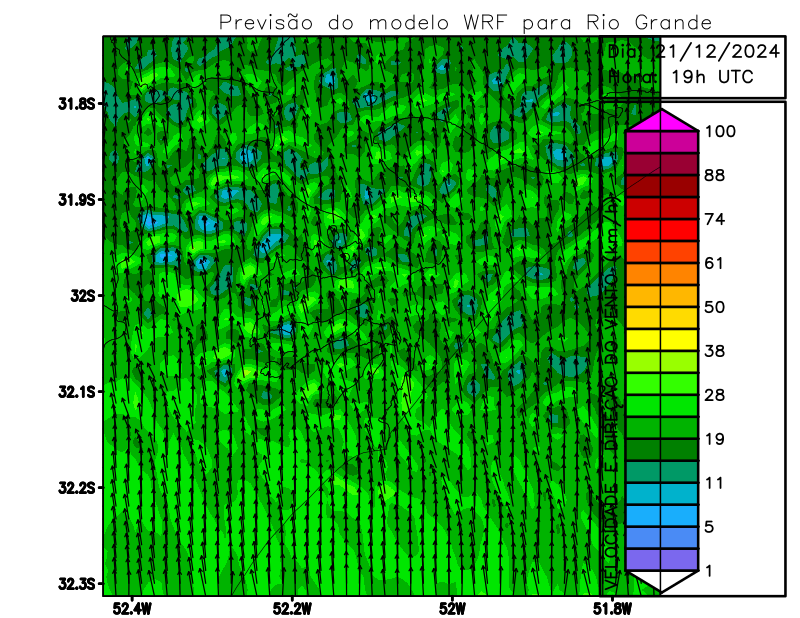 Previsão do modelo WRF para Rio Grande
Dia: 21/12/2024
Hora: 19h UTC
31.8S
31.9S
32S
32.1S
32.2S
32.3S
52.4W
52.2W
52W
51.8W
VELOCIDADE E DIREÇÃO DO VENTO (km/h)
100
88
74
61
50
38
28
19
11
5
1